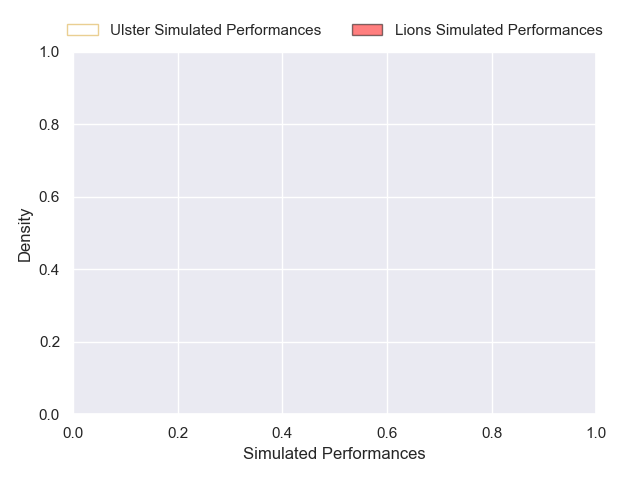 Ulster Simulated Performances
Lions Simulated Performances
1.0
0.8
0.6
0.4
0.2
0.0
Density
0.0 0.2 0.4 0.6 0.8 1.0
Simulated Performances